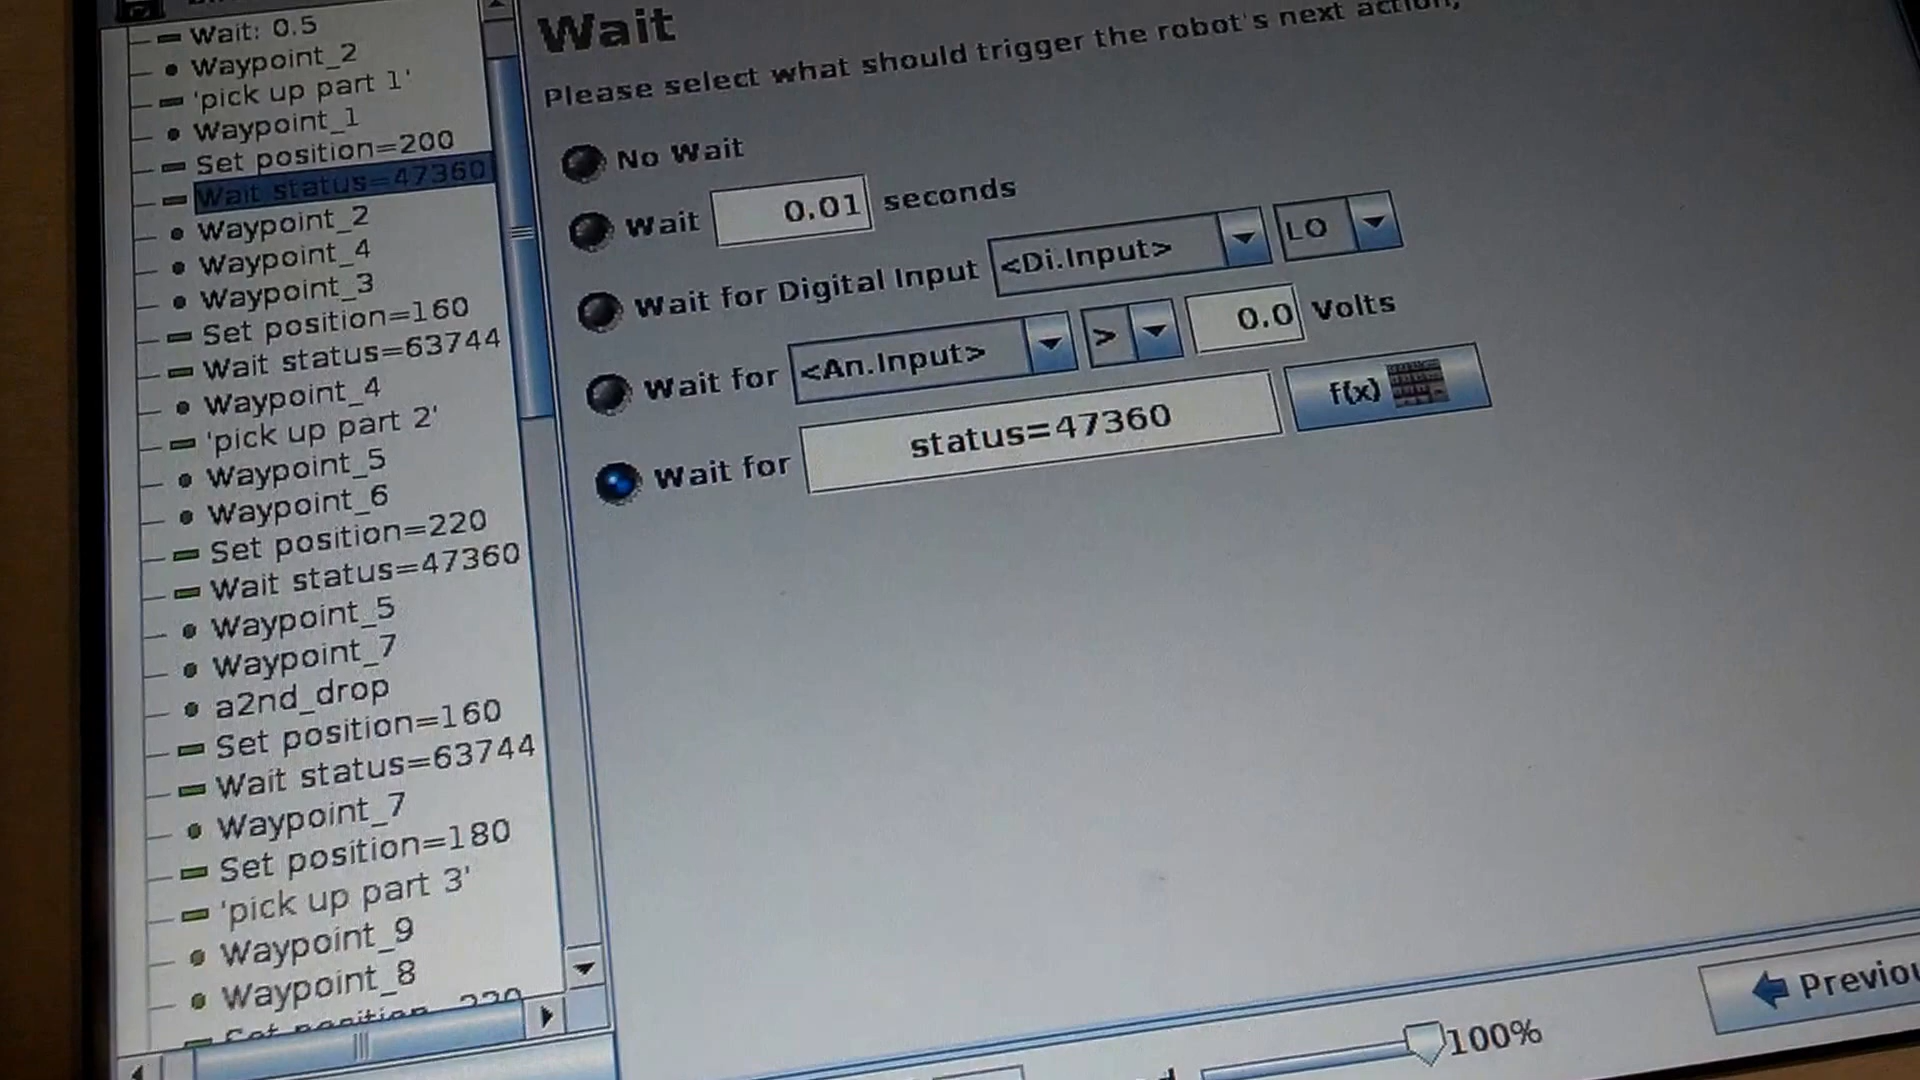 Wait: 0.5
Waypoint_2
'pick up part 1'
Waypoint_1
Set position=200
Wait status=47360
Waypoint_2
Waypoint_4
Waypoint_3
Set position=160
Wait status=63744
Waypoint_4
'pick up part 2'
Waypoint_5
Waypoint_6
Set position=220
Wait status=47360
Waypoint_5
Waypoint_7
a2nd_drop
Set position=160
Wait status=63744
Waypoint_7
Set position=180
'pick up part 3'
Waypoint_9
Waypoint_8
Set position=220
Wait
Please select what should trigger the robot's next action,
No Wait
Wait 0.01 seconds
Wait for Digital Input <Di.Input> LO
Wait for <An.Input> > 0.0 Volts
Wait for status=47360 f(x)
Previou
100%